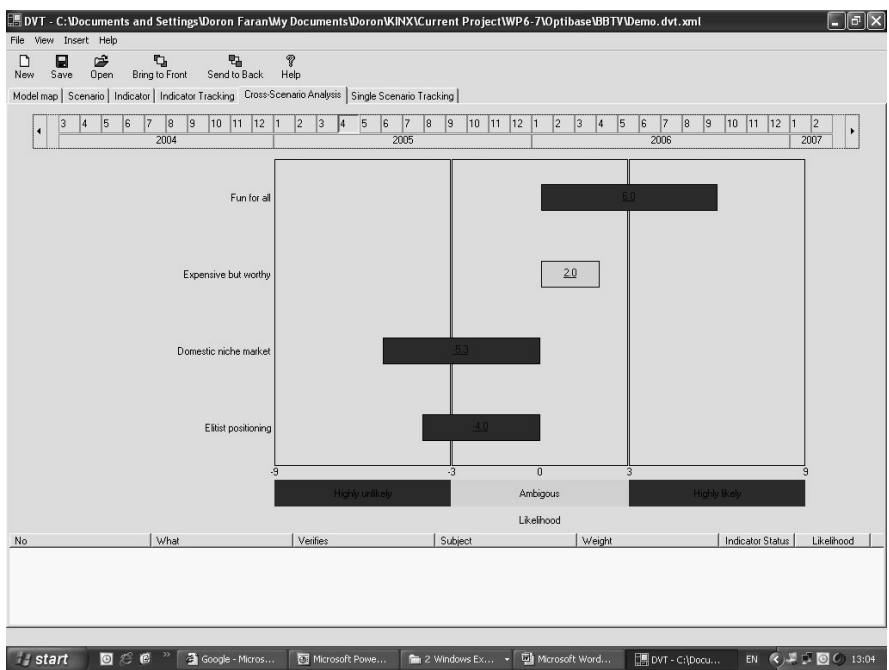 DVT - C:\Documents and Settings\Doron Faran\My Documents\Doron\KINX\Current Project\WP6-7\Optibase\BBTV\Demo.dvt.xml
File View Insert Help
New Save Open Bring to Front Send to Back Help
Model map Scenario Indicator Indicator Tracking Cross-Scenario Analysis Single Scenario Tracking
3 4 5 6 7 8 9 10 11 12 1 2 3 4 5 6 7 8 9 10 11 12 1 2 3 4 5 6 7 8 9 10 11 12 1 2
2004 2005 2006 2007
Fun for all 6.0
Expensive but worthy 2.0
Domestic niche market -5.3
Elitist positioning -4.0
-9 -3 0 3 9
Highly unlikely Ambigous Highly likely
Likelihood
No What Verifies Subject Weight Indicator Status Likelihood
start Google - Micros... Microsoft Powe... 2 Windows Ex... Microsoft Word... DVT - C:\Docu... EN 13:04